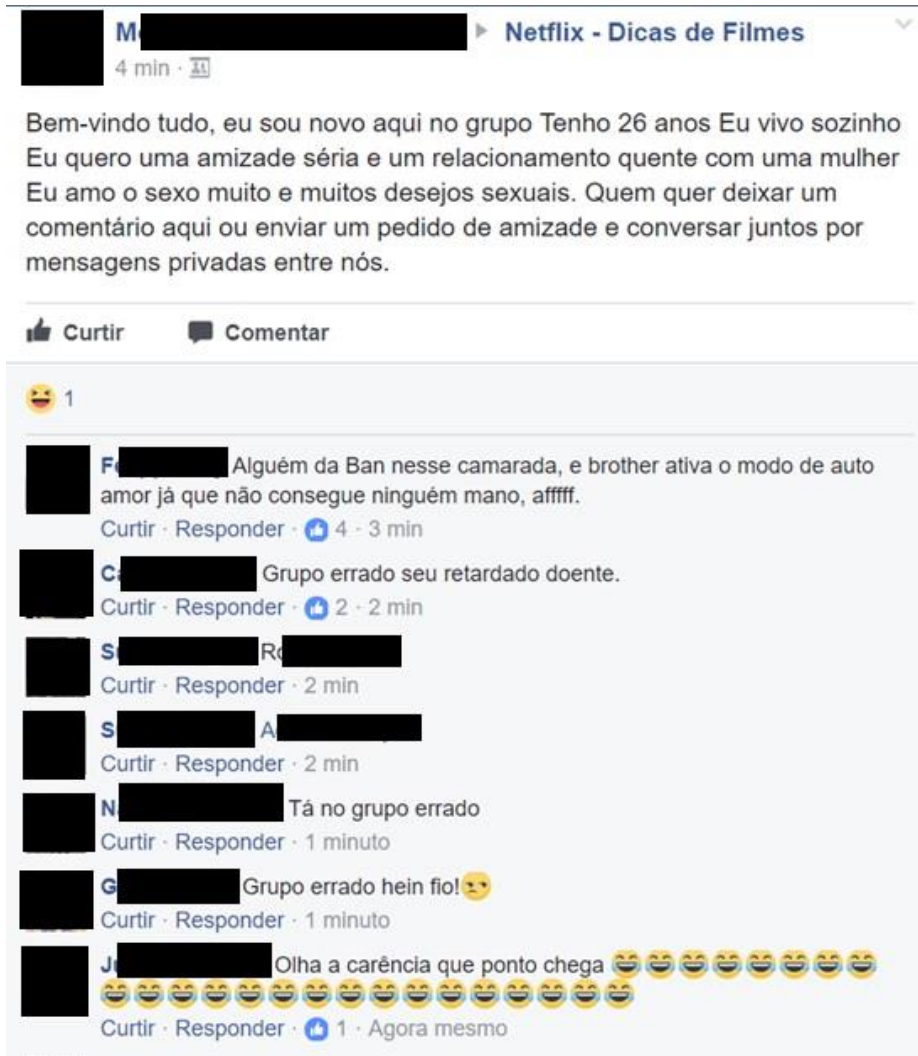 Netflix - Dicas de Filmes
4 min ·
Bem-vindo tudo, eu sou novo aqui no grupo Tenho 26 anos Eu vivo sozinho
Eu quero uma amizade séria e um relacionamento quente com uma mulher
Eu amo o sexo muito e muitos desejos sexuais. Quem quer deixar um
comentário aqui ou enviar um pedido de amizade e conversar juntos por
mensagens privadas entre nós.
Curtir Comentar
1
Alguém da Ban nesse camarada, e brother ativa o modo de auto
amor já que não consegue ninguém mano, afffff.
Curtir · Responder · 4 · 3 min
Grupo errado seu retardado doente.
Curtir · Responder · 2 · 2 min
Curtir · Responder · 2 min
Curtir · Responder · 2 min
Tá no grupo errado
Curtir · Responder · 1 minuto
Grupo errado hein fio!
Curtir · Responder · 1 minuto
Olha a carência que ponto chega 😂😂😂😂😂😂😂😂
😂😂😂😂😂😂😂😂😂😂😂😂😂😂😂😂
Curtir · Responder · 1 · Agora mesmo